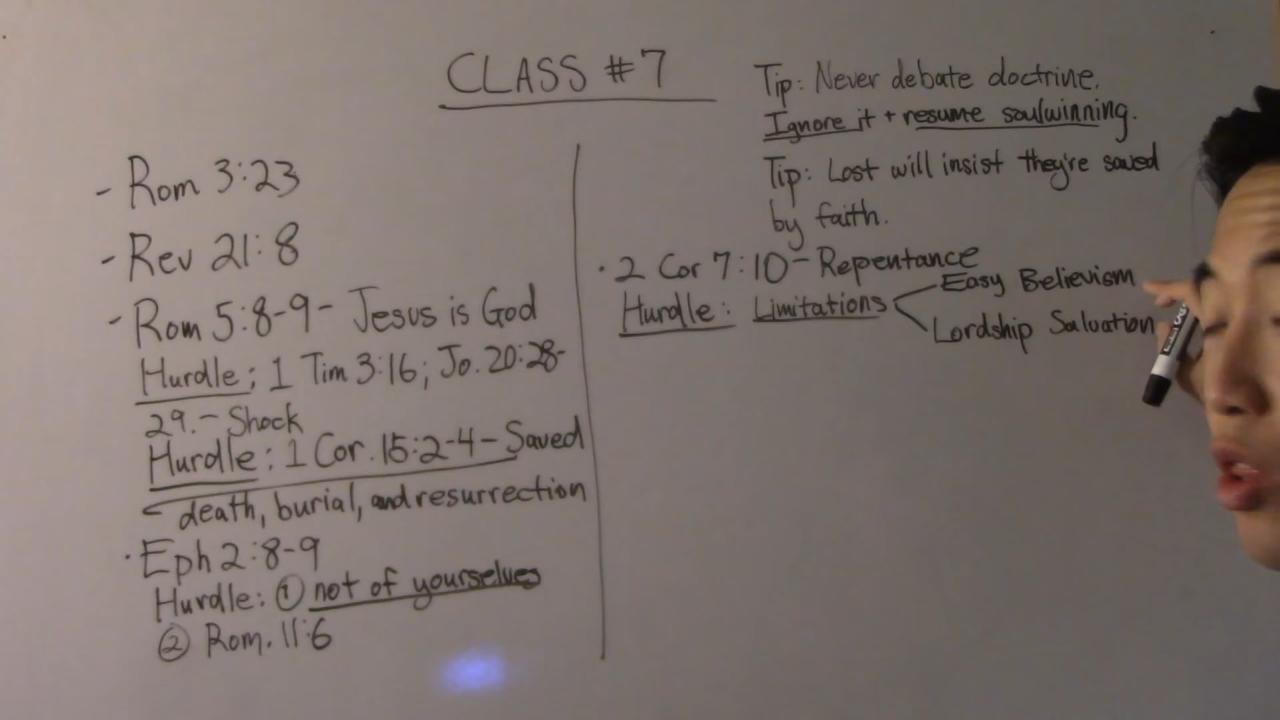 CLASS #7
- Rom 3:23
- Rev 21:8
- Rom 5:8-9 - Jesus is God
Hurdle: 1 Tim 3:16; Jo. 20:28-
29. - Shock
Hurdle: 1 Cor. 15:2-4 - Saved
death, burial, and resurrection
· Eph 2:8-9
Hurdle: ① not of yourselves
② Rom. 11:6
Tip: Never debate doctrine.
Ignore it + resume soulwinning.
Tip: Lost will insist they're saved
by faith.
· 2 Cor 7:10 - Repentance
Hurdle: Limitations
Easy Believism
Lordship Salvation